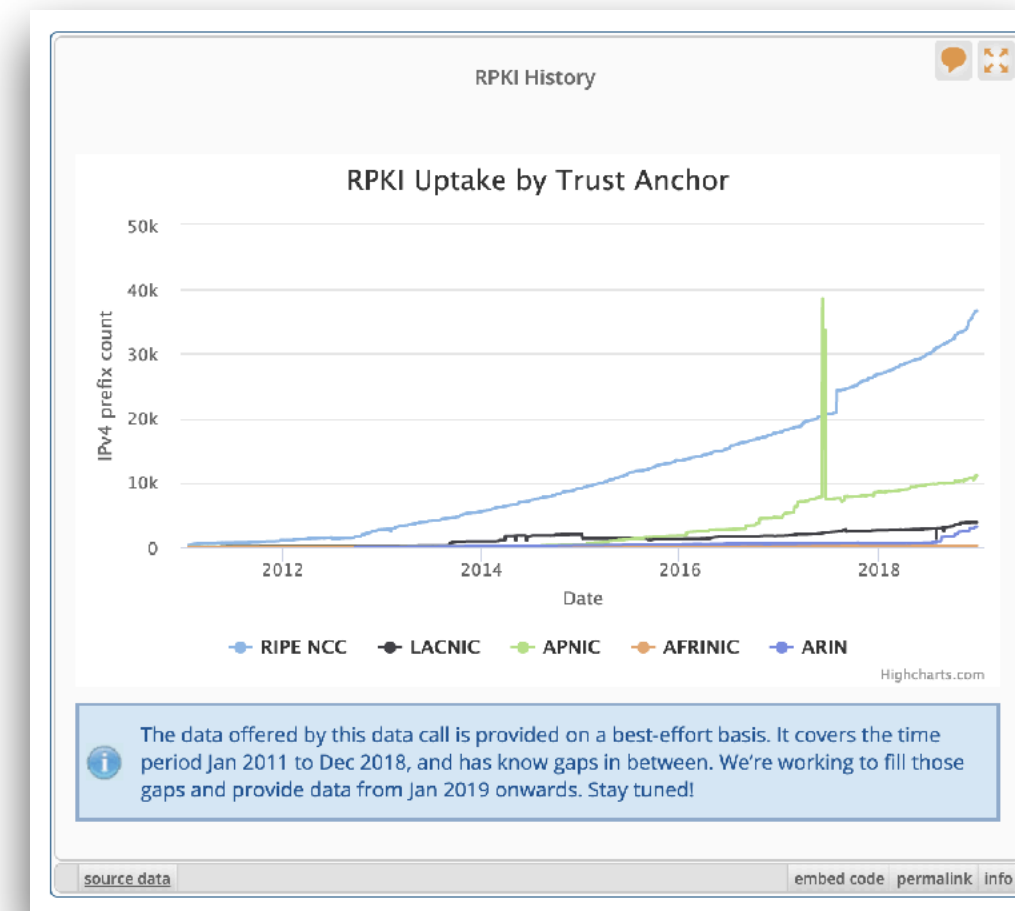 RPKI History
RPKI Uptake by Trust Anchor
50k
40k
30k
20k
10k
0
IPv4 prefix count
2012 2014 2016 2018
Date
RIPE NCC LACNIC APNIC AFRINIC ARIN
Highcharts.com
The data offered by this data call is provided on a best-effort basis. It covers the time
period Jan 2011 to Dec 2018, and has know gaps in between. We're working to fill those
gaps and provide data from Jan 2019 onwards. Stay tuned!
source data embed code permalink info